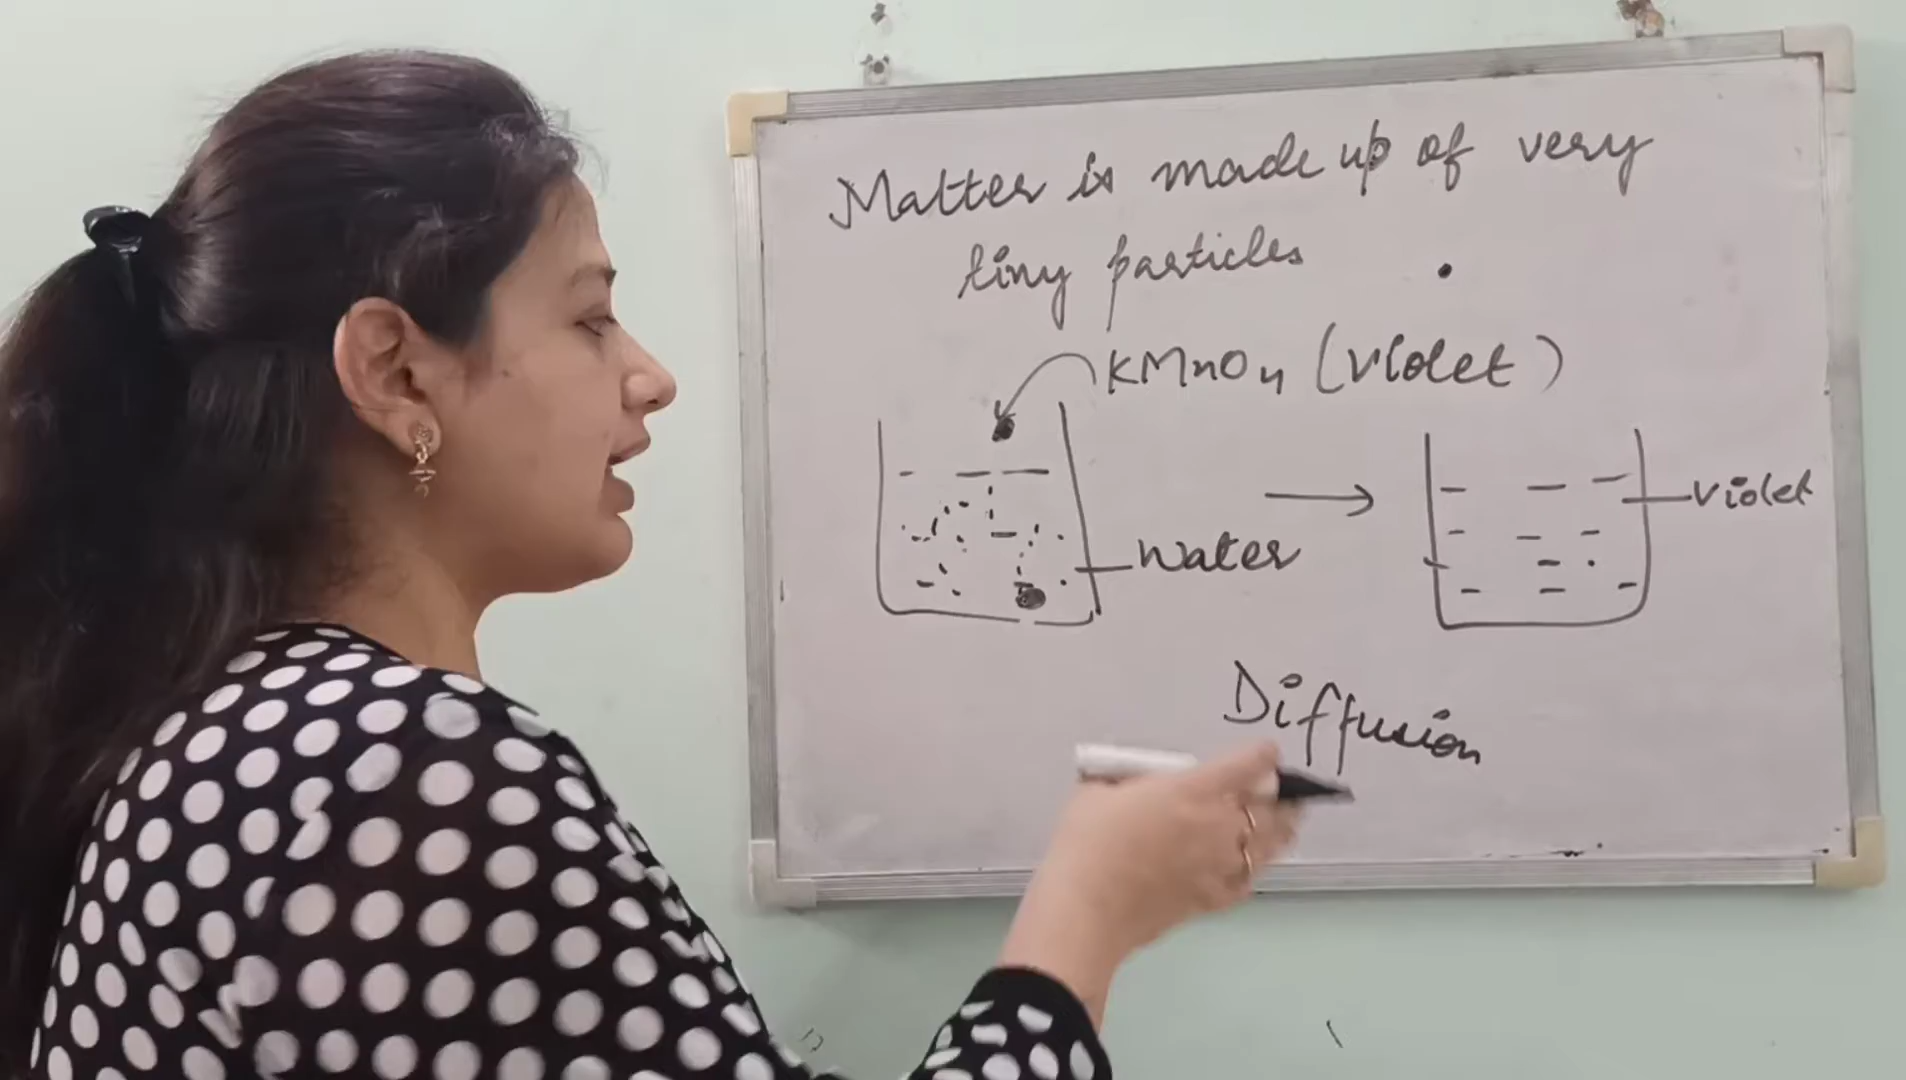 Matter is made up of very
tiny particles
KMnO4 (Violet)
Water
Violet
Diffusion